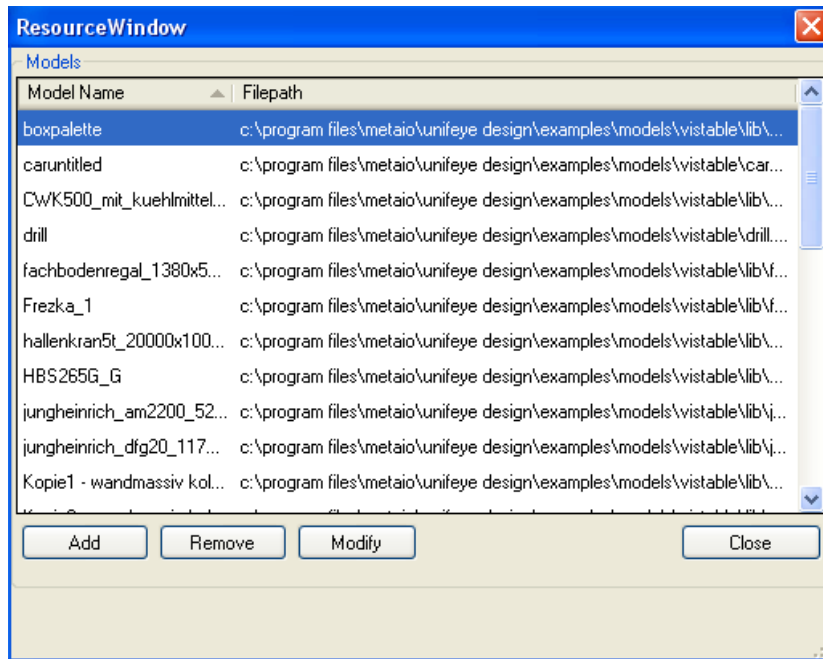 ResourceWindow
Models
Model Name Filepath
boxpalette c:\program files\metaio\unifeye design\examples\models\vistable\lib\...
caruntitled c:\program files\metaio\unifeye design\examples\models\vistable\car...
CWK500_mit_kuehlmittel... c:\program files\metaio\unifeye design\examples\models\vistable\lib\...
drill c:\program files\metaio\unifeye design\examples\models\vistable\drill....
fachbodenregal_1380x5... c:\program files\metaio\unifeye design\examples\models\vistable\lib\f...
Frezka_1 c:\program files\metaio\unifeye design\examples\models\vistable\lib\f...
hallenkran5t_20000x100... c:\program files\metaio\unifeye design\examples\models\vistable\lib\...
HBS265G_G c:\program files\metaio\unifeye design\examples\models\vistable\lib\...
jungheinrich_am2200_52... c:\program files\metaio\unifeye design\examples\models\vistable\lib\j...
jungheinrich_dfg20_117... c:\program files\metaio\unifeye design\examples\models\vistable\lib\j...
Kopie1 - wandmassiv kol... c:\program files\metaio\unifeye design\examples\models\vistable\lib\...
Add Remove Modify Close